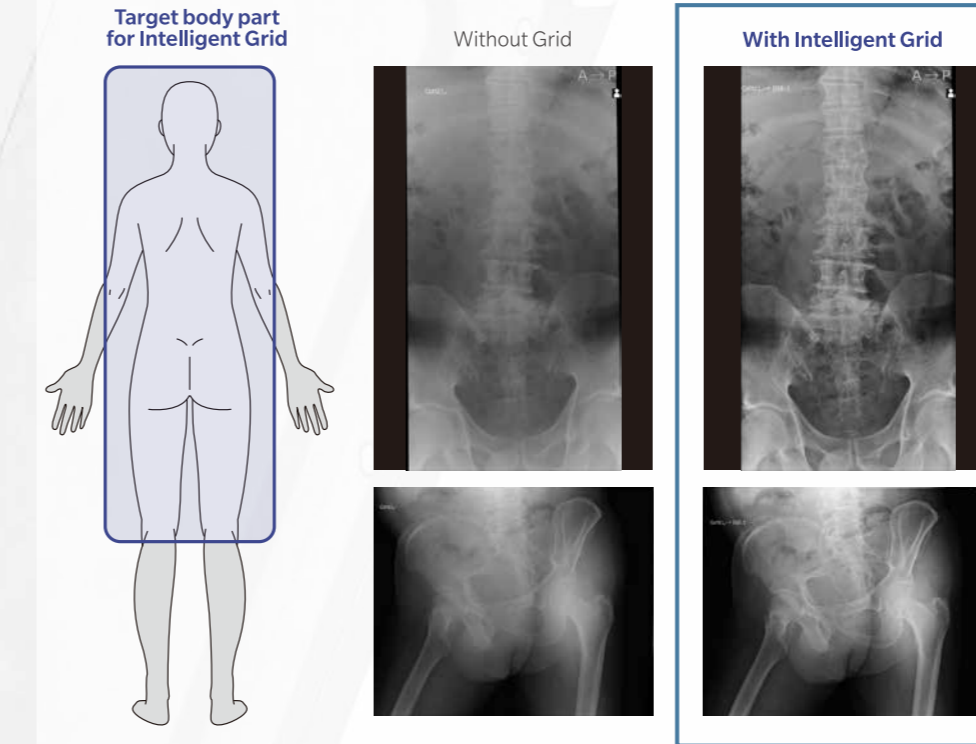 Target body part
for Intelligent Grid
Without Grid
With Intelligent Grid
A → P
A → P